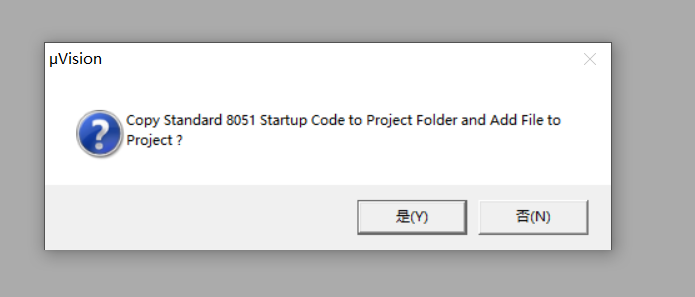 µVision
Copy Standard 8051 Startup Code to Project Folder and Add File to
Project ?
是(Y)
否(N)